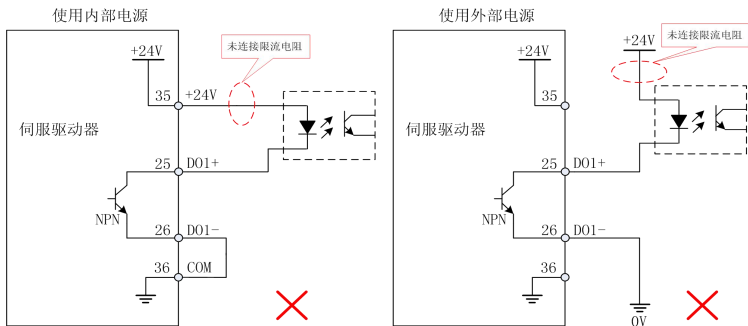 使用内部电源
+24V
未连接限流电阻
35
+24V
伺服驱动器
25
DO1+
NPN
26
DO1-
36
COM
使用外部电源
+24V
未连接限流电阻
+24V
35
伺服驱动器
25
DO1+
NPN
26
DO1-
36
0V